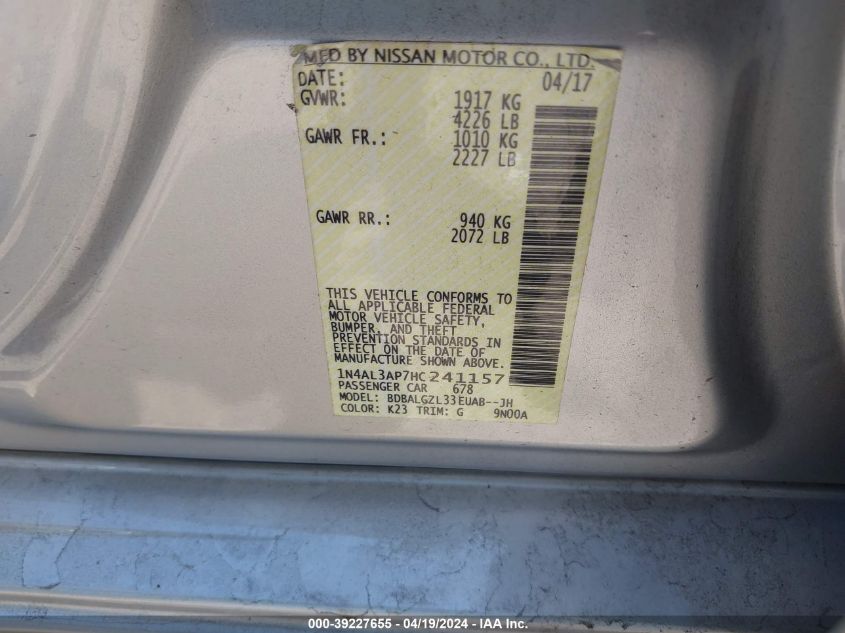 MFD BY NISSAN MOTOR CO., LTD.
DATE: 04/17
GVWR: 1917 KG
4226 LB
GAWR FR.: 1010 KG
2227 LB
GAWR RR.: 940 KG
2072 LB
THIS VEHICLE CONFORMS TO
ALL APPLICABLE FEDERAL
MOTOR VEHICLE SAFETY,
BUMPER, AND THEFT
PREVENTION STANDARDS IN
EFFECT ON THE DATE OF
MANUFACTURE SHOWN ABOVE.
1N4AL3AP7HC241157
PASSENGER CAR 678
MODEL: BDBALGZL33EUAB--JH
COLOR: K23 TRIM: G 9N00A
000-39227655 - 04/19/2024 - IAA Inc.